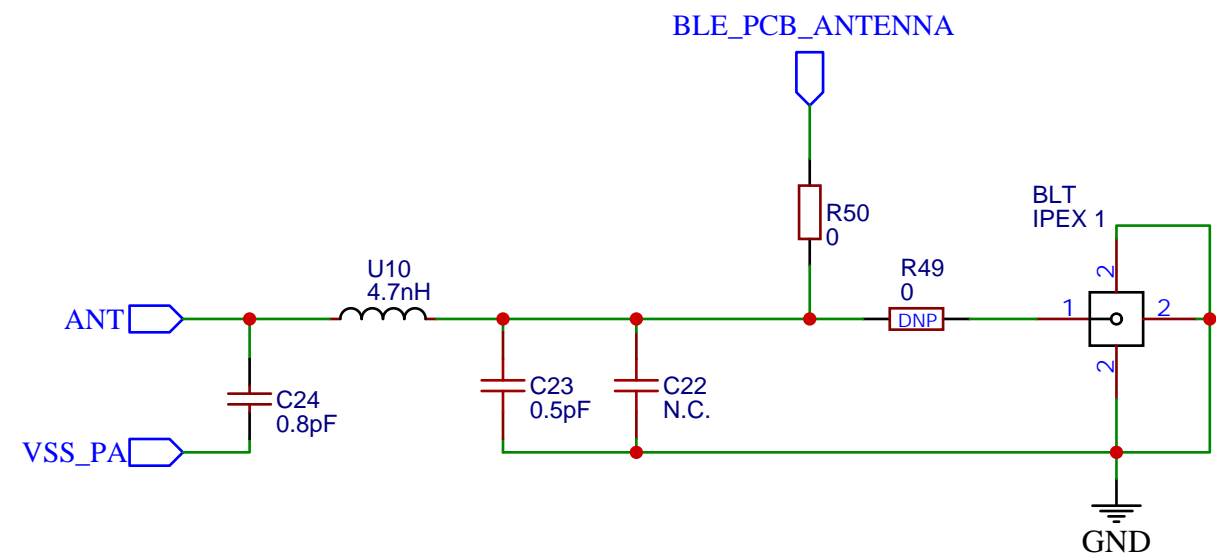 BLE_PCB_ANTENNA
R50
0
BLT
IPEX 1
2
U10
4.7nH
R49
0
ANT
DNP
1
2
2
C24
0.8pF
C23
0.5pF
C22
N.C.
VSS_PA
GND